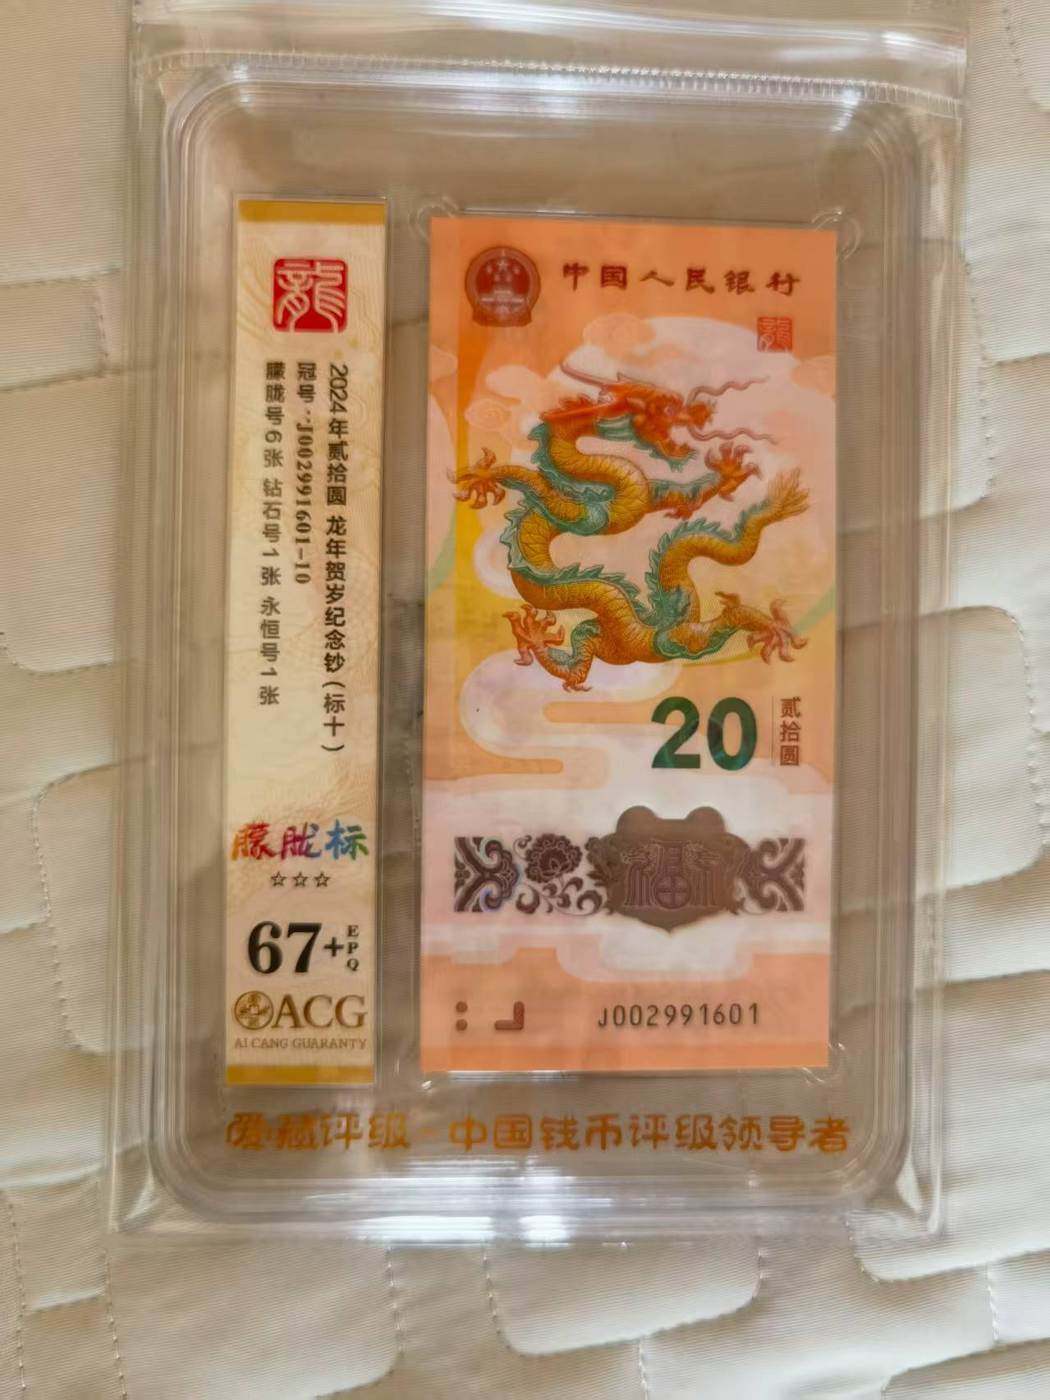 龍
2024年贰拾圆 龙年贺岁纪念钞(标十)
冠号:J002991601-10
朦胧号6张 钻石号1张 永恒号1张
朦胧标
☆☆☆
67+EPQ
ACG
AI CANG GUARANTY
中国人民银行
龍
20
贰拾圆
福
J002991601
爱藏评级-中国钱币评级领导者